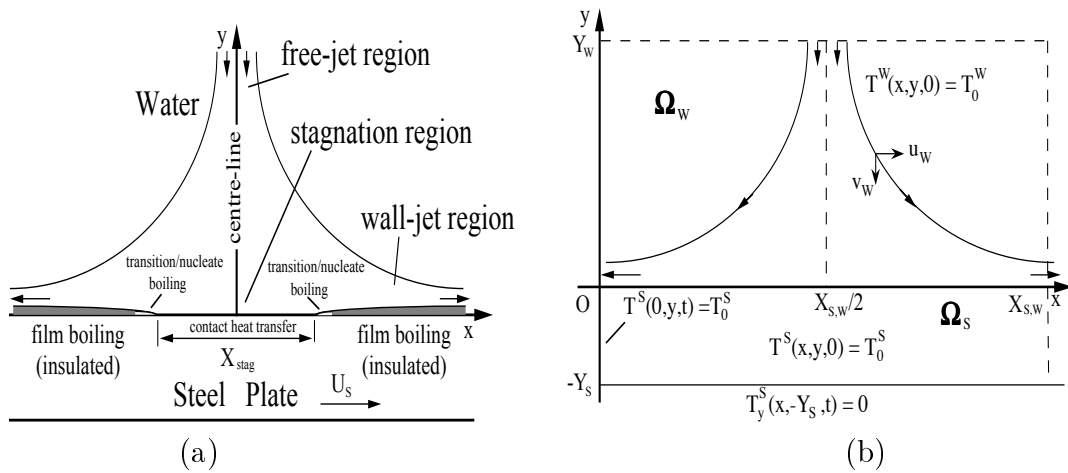 y
free-jet region
Water
stagnation region
centre-line
wall-jet region
transition/nucleate
boiling
transition/nucleate
boiling
x
film boiling
(insulated)
contact heat transfer
film boiling
(insulated)
X_stag
Steel Plate
U_S
(a)
y
Y_W
T^W(x,y,0) = T_0^W
Ω_W
u_W
v_W
O
T^S(0,y,t) = T_0^S
X_{S,W}/2
Ω_S
X_{S,W}
x
T^S(x,y,0) = T_0^S
-Y_S
T_y^S(x,-Y_S,t) = 0
(b)